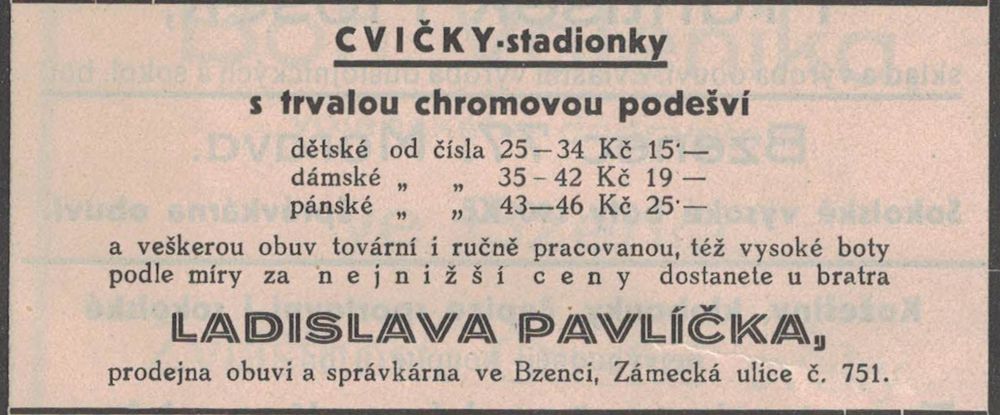 CVIČKY-stadionky
s trvalou chromovou podešví
dětské od čísla 25—34 Kč 15·—
dámské „ „ 35–42 Kč 19 —
pánské „ „ 43—46 Kč 25·—
a veškerou obuv tovární i ručně pracovanou, též vysoké boty
podle míry za nejnižší ceny dostanete u bratra
LADISLAVA PAVLÍČKA,
prodejna obuvi a správkárna ve Bzenci, Zámecká ulice č. 751.